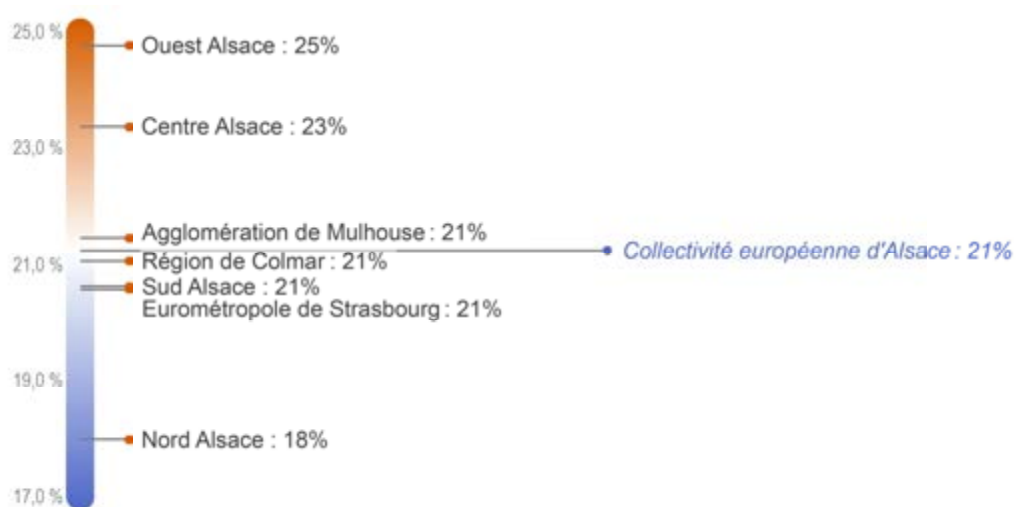 25,0 %
Ouest Alsace : 25%
Centre Alsace : 23%
23,0 %
Agglomération de Mulhouse : 21%
Collectivité européenne d'Alsace : 21%
21,0 %
Région de Colmar : 21%
Sud Alsace : 21%
Eurométropole de Strasbourg : 21%
19,0 %
Nord Alsace : 18%
17,0 %